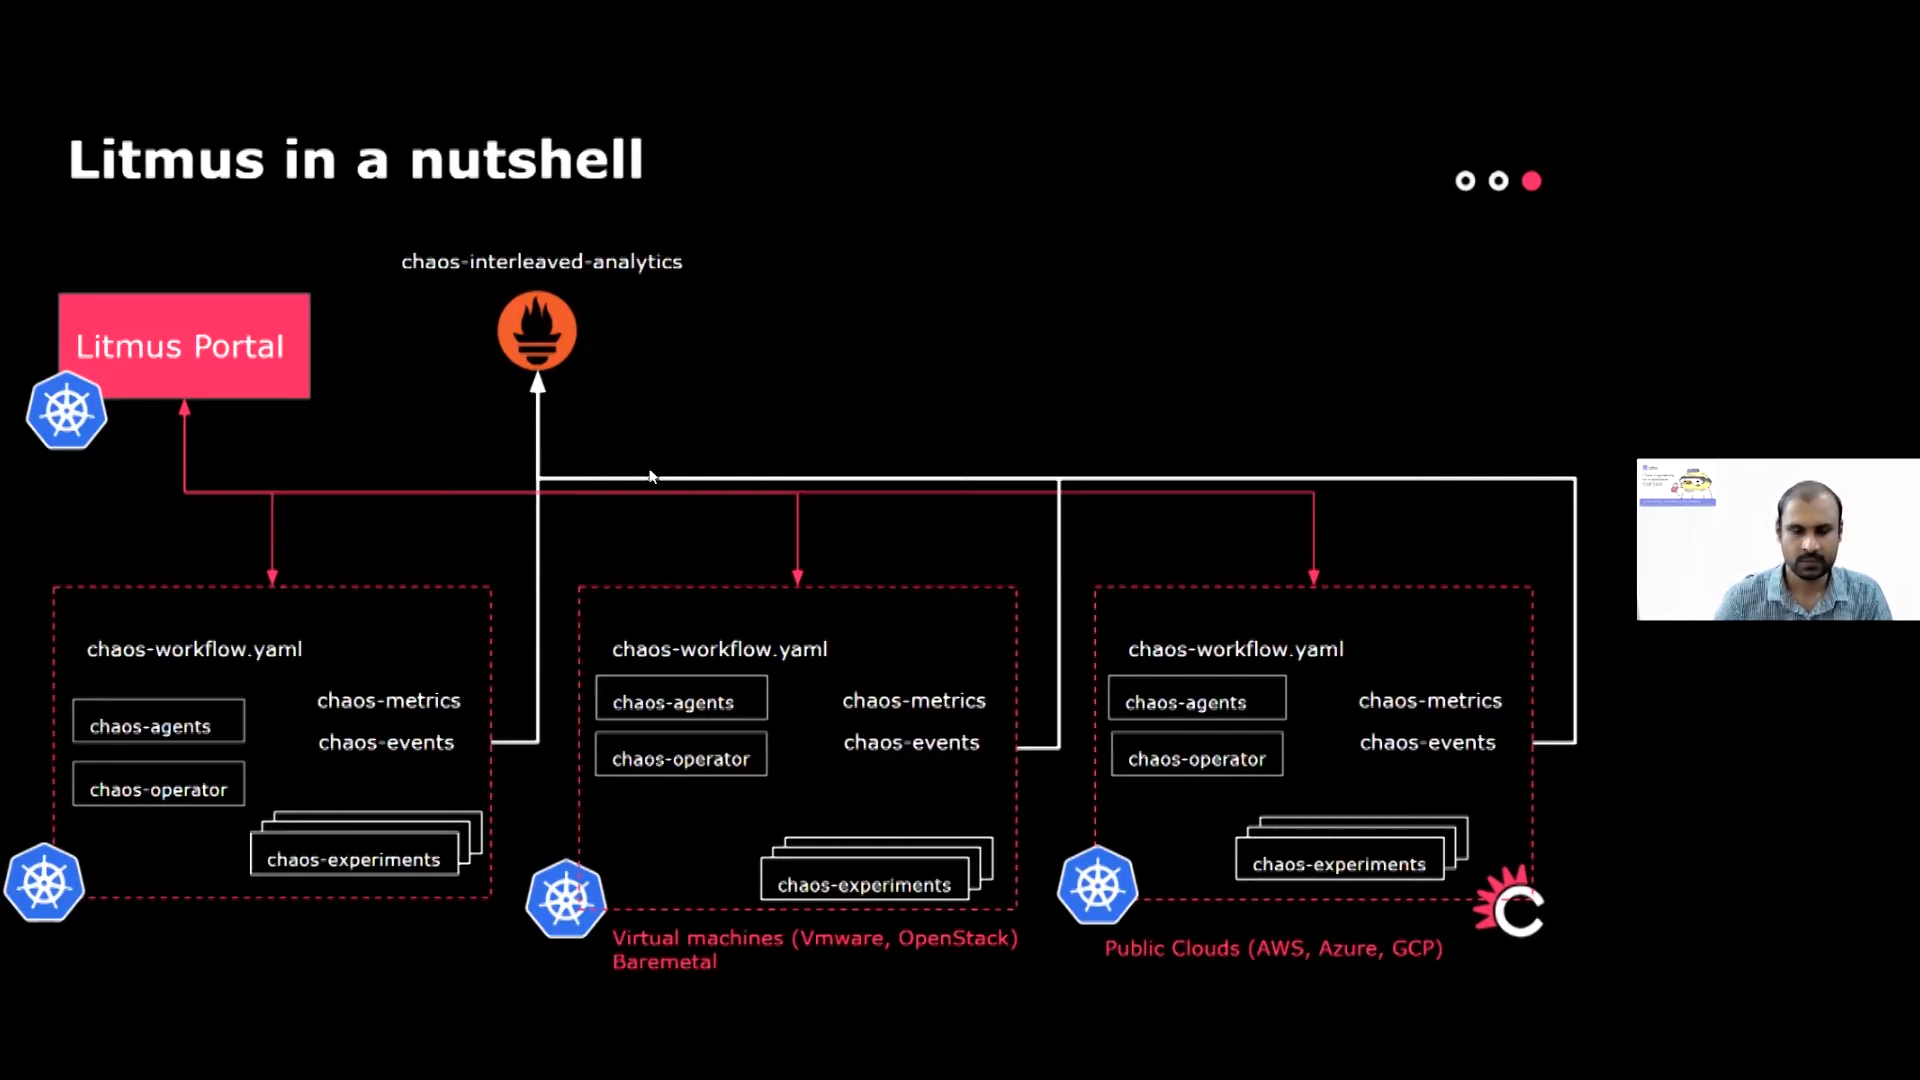 Litmus in a nutshell
chaos-interleaved-analytics
Litmus Portal
chaos-workflow.yaml
chaos-agents
chaos-metrics
chaos-events
chaos-operator
chaos-experiments
chaos-workflow.yaml
chaos-agents
chaos-metrics
chaos-events
chaos-operator
chaos-experiments
Virtual machines (Vmware, OpenStack)
Baremetal
chaos-workflow.yaml
chaos-agents
chaos-metrics
chaos-events
chaos-operator
chaos-experiments
Public Clouds (AWS, Azure, GCP)